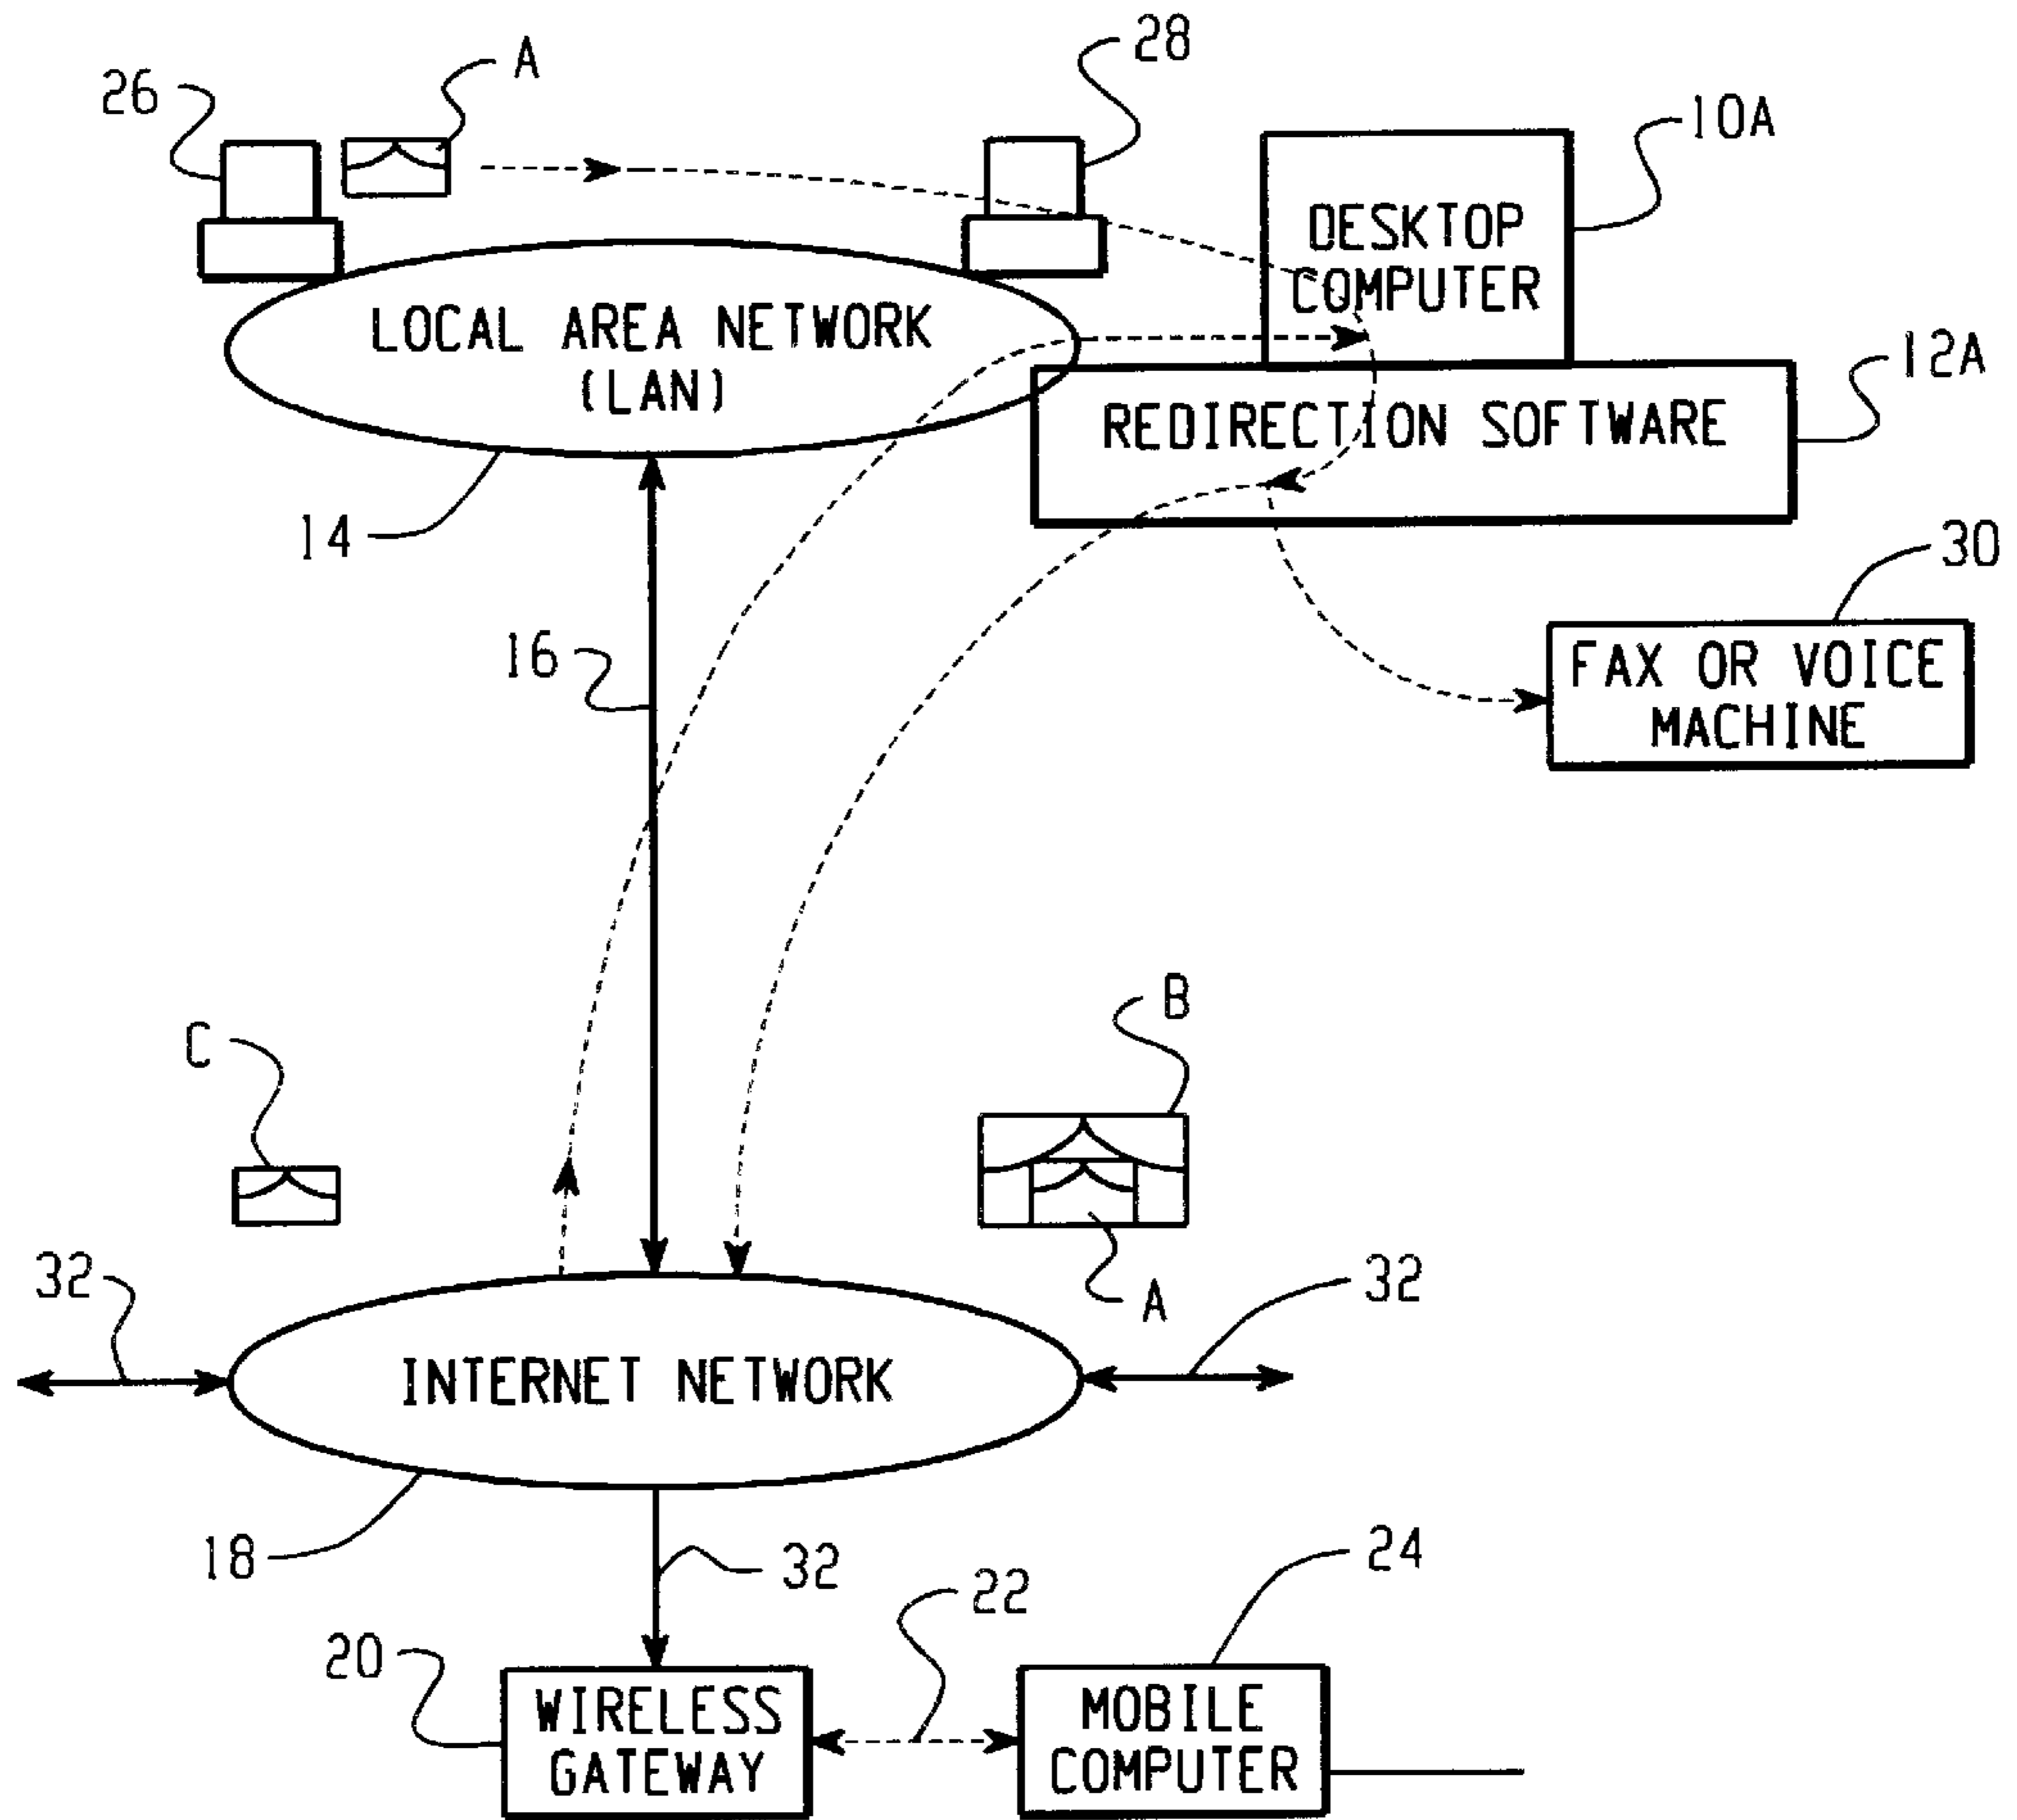 26
A
28
10A
DESKTOP
COMPUTER
LOCAL AREA NETWORK
(LAN)
12A
REDIRECTION SOFTWARE
14
30
16
FAX OR VOICE
MACHINE
B
C
32
A
32
INTERNET NETWORK
18
32
22
24
20
WIRELESS
GATEWAY
MOBILE
COMPUTER